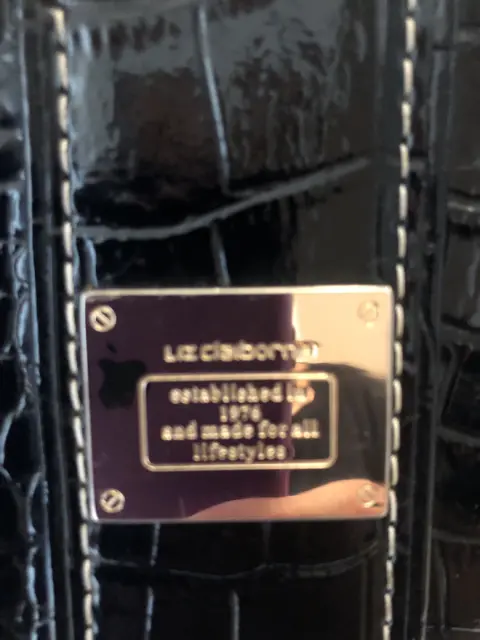 Liz claiborne
established in
1976
and made for all
lifestyles